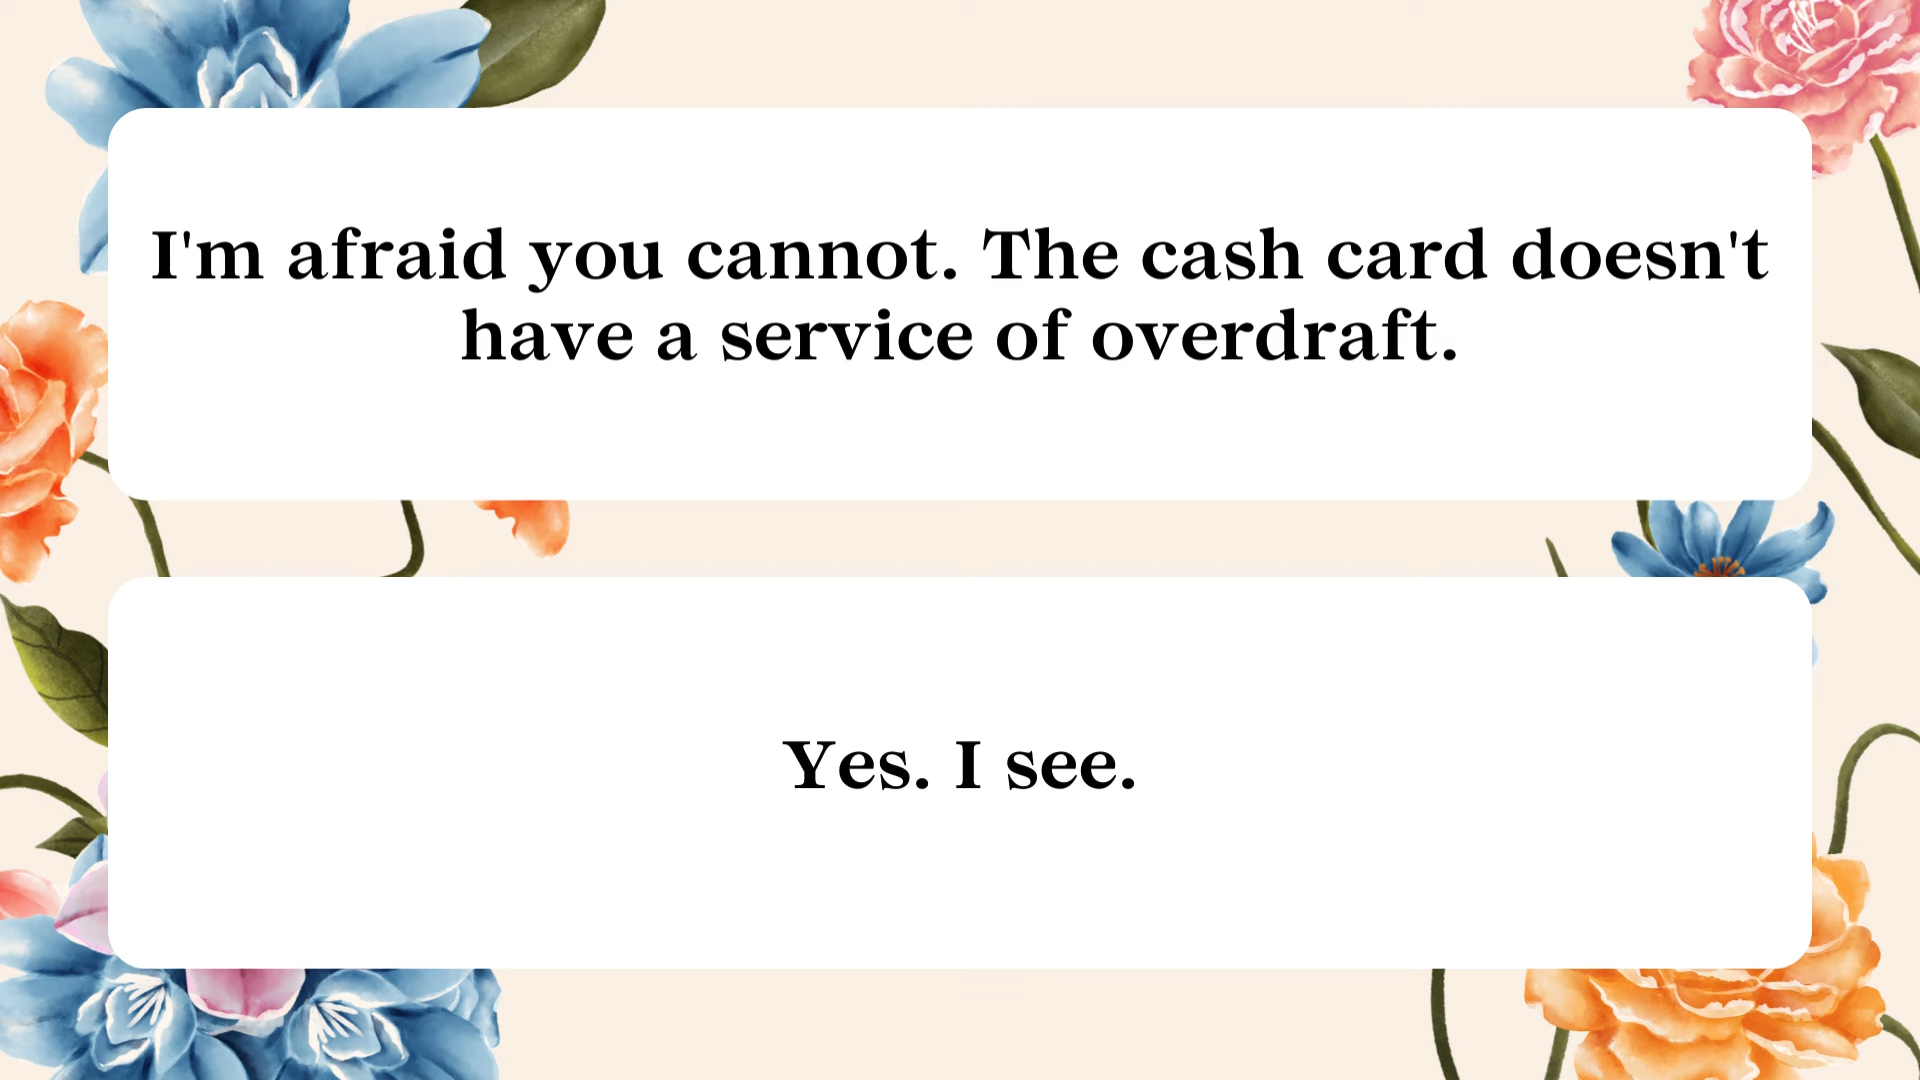 I'm afraid you cannot. The cash card doesn't
have a service of overdraft.
Yes. I see.